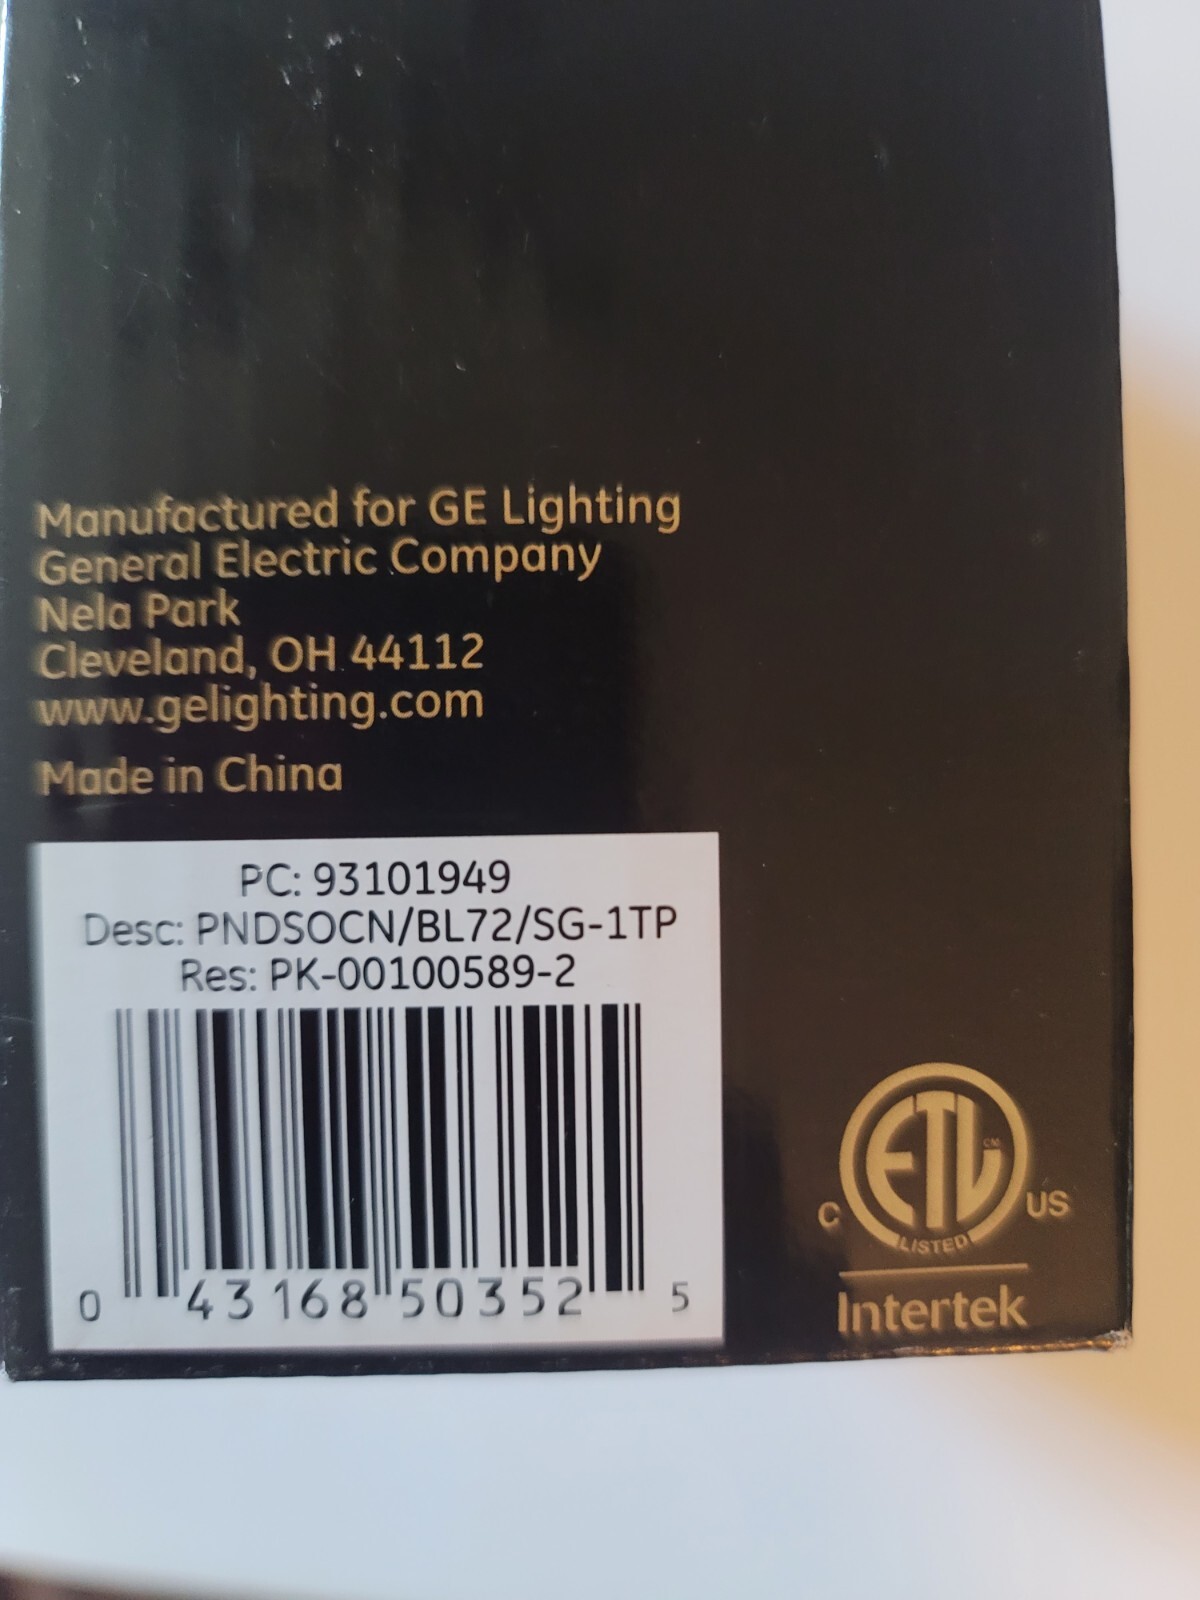 Manufactured for GE Lighting
General Electric Company
Nela Park
Cleveland, OH 44112
www.gelighting.com
Made in China
PC: 93101949
Desc: PNDSOCN/BL72/SG-1TP
Res: PK-00100589-2
0 43168 50352 5
C ETL CM US
LISTED
Intertek